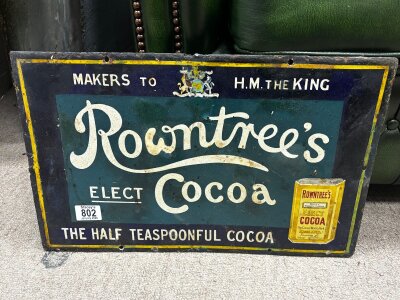 MAKERS TO H.M. THE KING
Rowntree's
ELECT Cocoa
802
THE HALF TEASPOONFUL COCOA
ROWNTREE'S
ELECT
COCOA